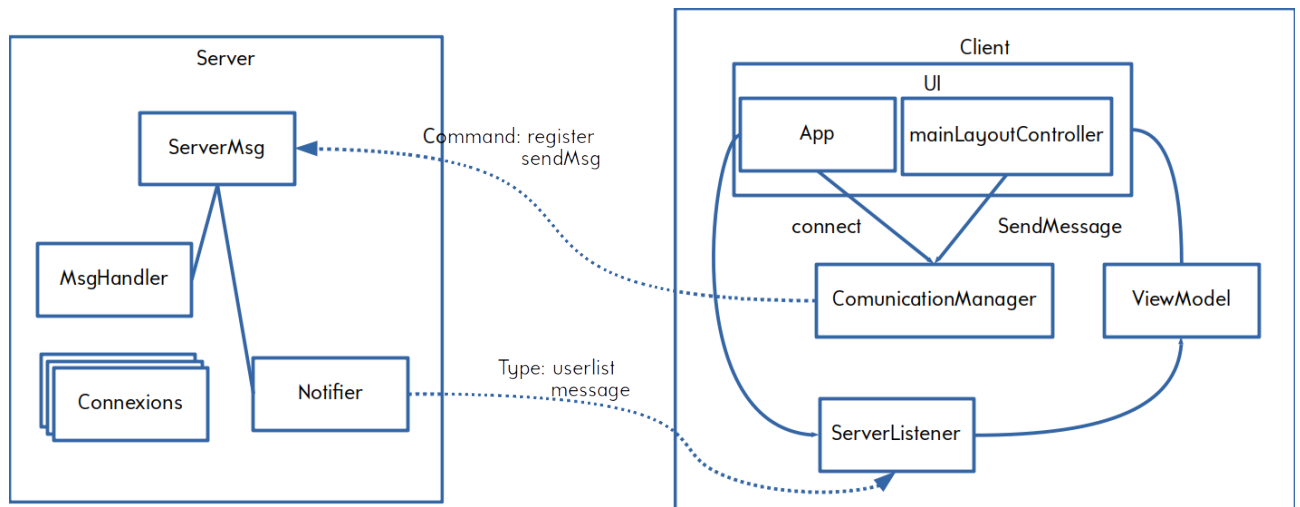 Server
ServerMsg
MsgHandler
Connexions
Notifier
Command: register
sendMsg
Type: userlist
message
Client
UI
App
mainLayoutController
connect
SendMessage
ComunicationManager
ViewModel
ServerListener